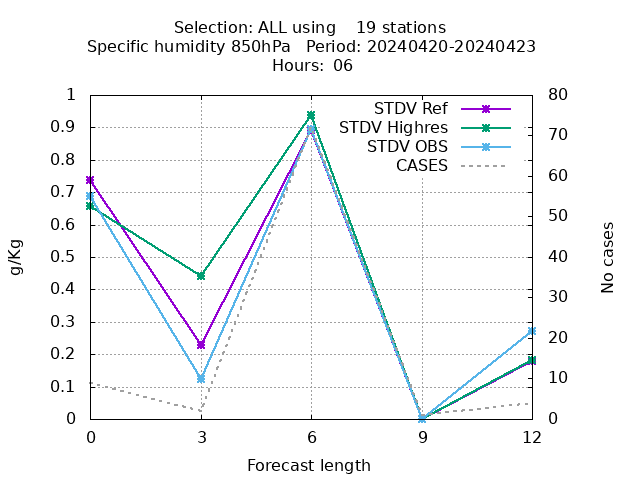 Selection: ALL using    19 stations
Specific humidity 850hPa   Period: 20240420-20240423
Hours: 06
STDV Ref
STDV Highres
STDV OBS
CASES
g/Kg
1
0.9
0.8
0.7
0.6
0.5
0.4
0.3
0.2
0.1
0
80
70
60
50
40
30
20
10
0
No cases
0 3 6 9 12
Forecast length